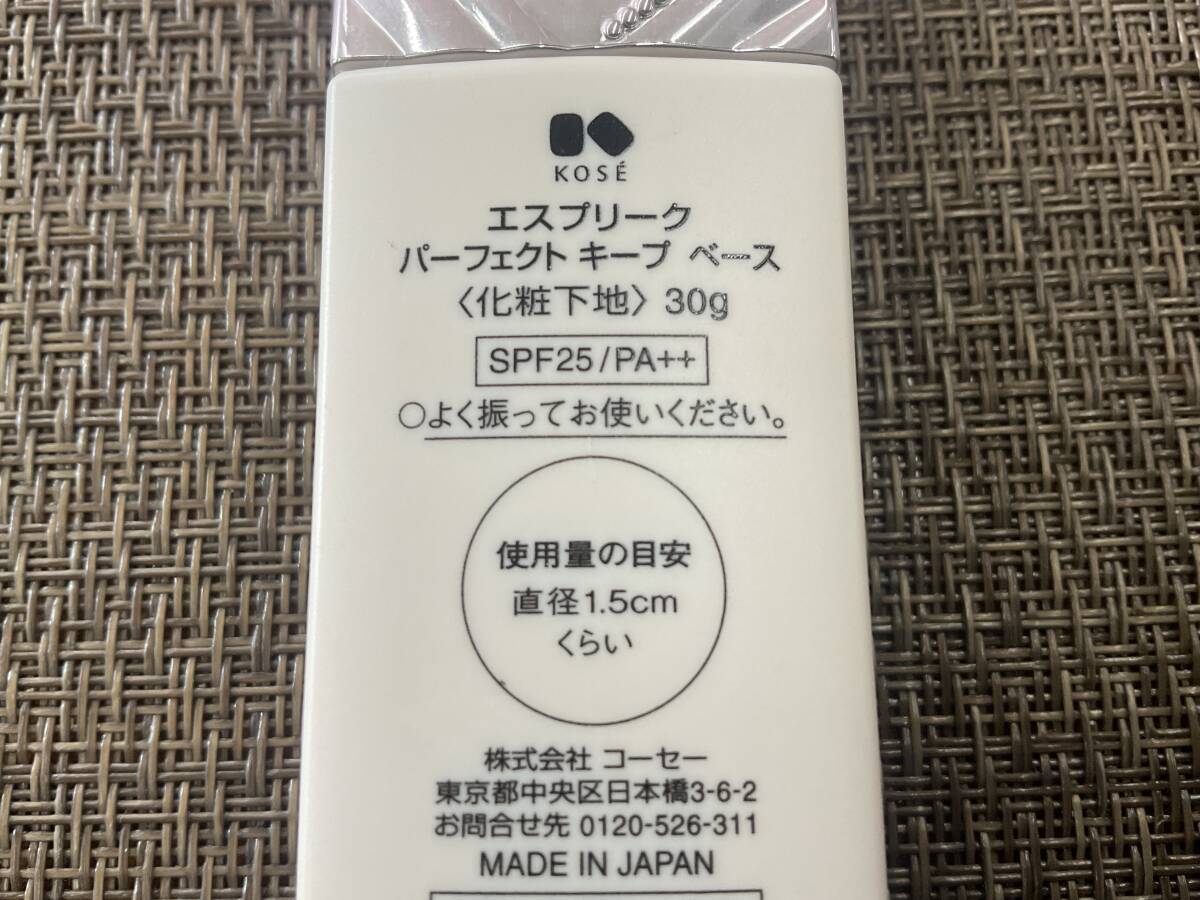 KOSÉ
エスプリーク
パーフェクト キープ ベース
〈化粧下地〉30g
SPF25/PA++
○よく振ってお使いください。
使用量の目安
直径1.5cm
くらい
株式会社 コーセー
東京都中央区日本橋3-6-2
お問合せ先 0120-526-311
MADE IN JAPAN